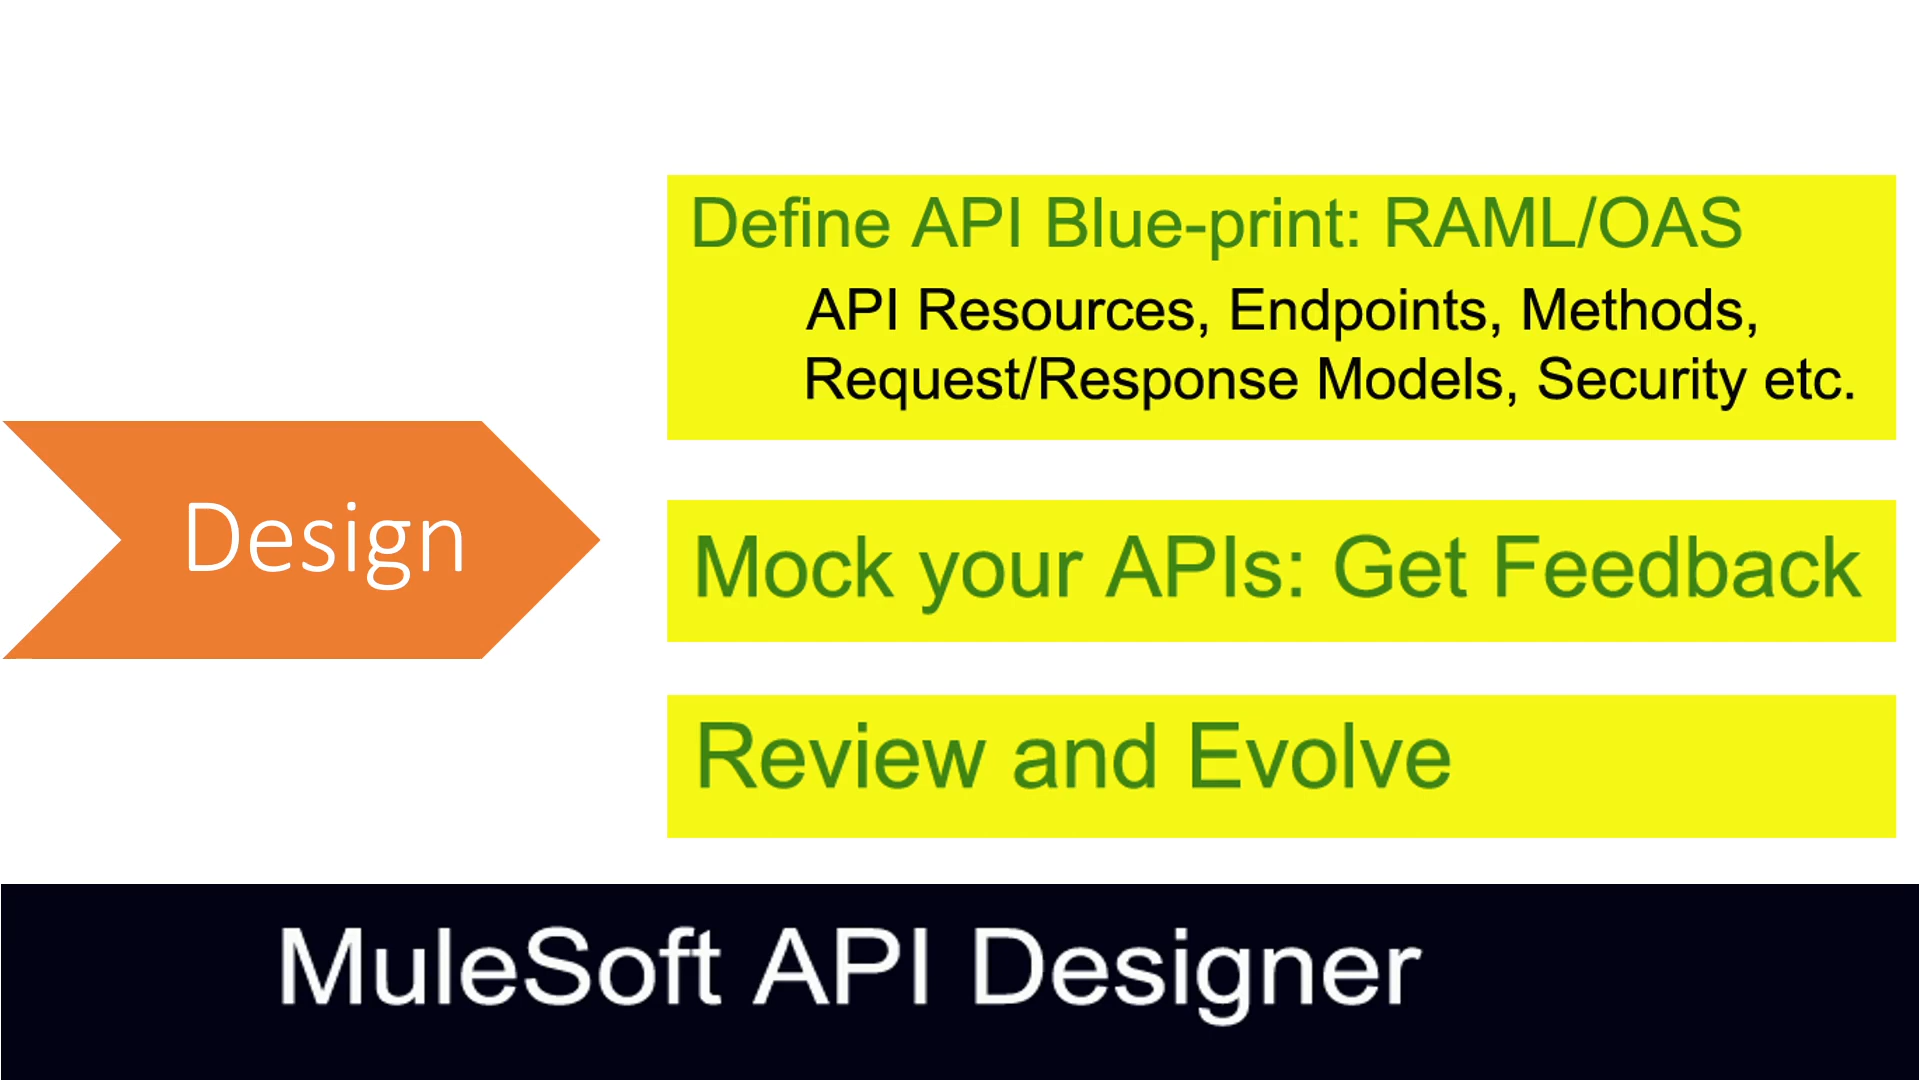 Define API Blue-print: RAML/OAS
API Resources, Endpoints, Methods,
Request/Response Models, Security etc.
Design
Mock your APIs: Get Feedback
Review and Evolve
MuleSoft API Designer